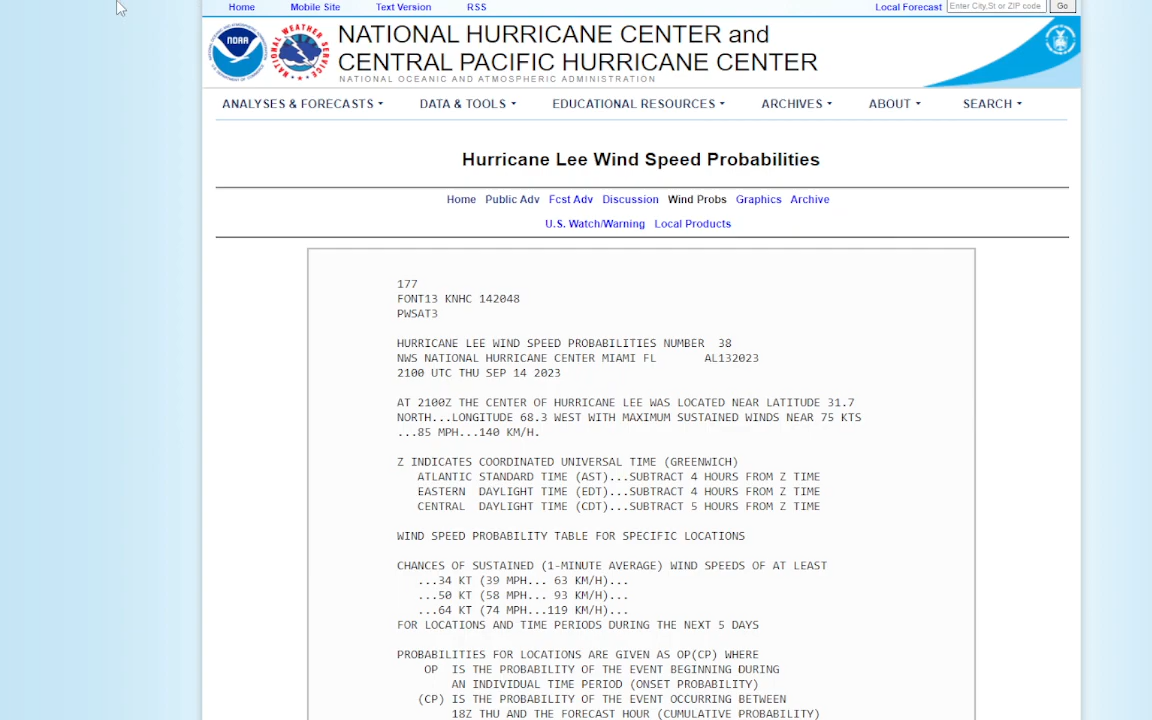 Home Mobile Site Text Version RSS Local Forecast Enter City,St or ZIP code Go
NOAA
NATIONAL HURRICANE CENTER and
CENTRAL PACIFIC HURRICANE CENTER
NATIONAL OCEANIC AND ATMOSPHERIC ADMINISTRATION
ANALYSES & FORECASTS DATA & TOOLS EDUCATIONAL RESOURCES ARCHIVES ABOUT SEARCH
Hurricane Lee Wind Speed Probabilities
Home Public Adv Fcst Adv Discussion Wind Probs Graphics Archive
U.S. Watch/Warning Local Products
177
FONT13 KNHC 142048
PWSAT3
HURRICANE LEE WIND SPEED PROBABILITIES NUMBER 38
NWS NATIONAL HURRICANE CENTER MIAMI FL AL132023
2100 UTC THU SEP 14 2023
AT 2100Z THE CENTER OF HURRICANE LEE WAS LOCATED NEAR LATITUDE 31.7
NORTH...LONGITUDE 68.3 WEST WITH MAXIMUM SUSTAINED WINDS NEAR 75 KTS
...85 MPH...140 KM/H.
Z INDICATES COORDINATED UNIVERSAL TIME (GREENWICH)
ATLANTIC STANDARD TIME (AST)...SUBTRACT 4 HOURS FROM Z TIME
EASTERN DAYLIGHT TIME (EDT)...SUBTRACT 4 HOURS FROM Z TIME
CENTRAL DAYLIGHT TIME (CDT)...SUBTRACT 5 HOURS FROM Z TIME
WIND SPEED PROBABILITY TABLE FOR SPECIFIC LOCATIONS
CHANCES OF SUSTAINED (1-MINUTE AVERAGE) WIND SPEEDS OF AT LEAST
...34 KT (39 MPH... 63 KM/H)...
...50 KT (58 MPH... 93 KM/H)...
...64 KT (74 MPH...119 KM/H)...
FOR LOCATIONS AND TIME PERIODS DURING THE NEXT 5 DAYS
PROBABILITIES FOR LOCATIONS ARE GIVEN AS OP(CP) WHERE
OP IS THE PROBABILITY OF THE EVENT BEGINNING DURING
AN INDIVIDUAL TIME PERIOD (ONSET PROBABILITY)
(CP) IS THE PROBABILITY OF THE EVENT OCCURRING BETWEEN
18Z THU AND THE FORECAST HOUR (CUMULATIVE PROBABILITY)